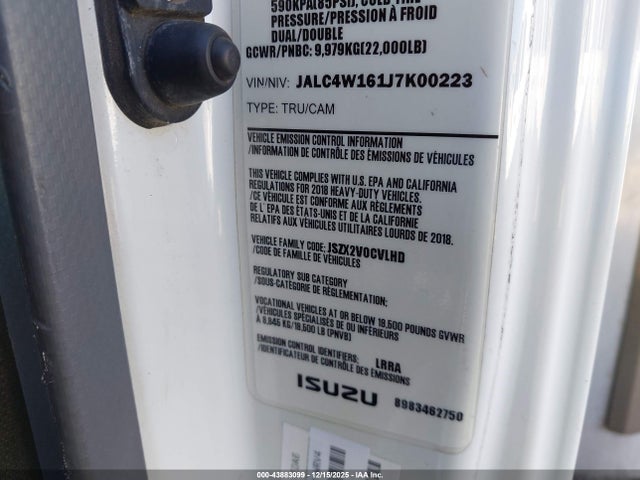 590KPA(85PSI), COLD TIRE
PRESSURE/PRESSION À FROID
DUAL/DOUBLE
GCWR/PNBC: 9,979KG(22,000LB)
VIN/NIV: JALC4W161J7K00223
TYPE: TRU/CAM
VEHICLE EMISSION CONTROL INFORMATION
/INFORMATION DE CONTRÔLE DES ÉMISSIONS DE VÉHICULES
THIS VEHICLE COMPLIES WITH U.S. EPA AND CALIFORNIA
REGULATIONS FOR 2018 HEAVY-DUTY VEHICLES.
/CE VÉHICULE EST CONFORME AUX RÈGLEMENTS
DE L' EPA DES ÉTATS-UNIS ET DE LA CALIFORNIE
RELATIFS AUX VÉHICULES UTILITAIRES LOURDS DE 2018.
VEHICLE FAMILY CODE: JSZX2VOCVLHD
/CODE DE FAMILLE DE VÉHICULES
REGULATORY SUB CATEGORY
/SOUS-CATÉGORIE DE RÉGLEMENTATION:
VOCATIONAL VEHICLES AT OR BELOW 19,500 POUNDS GVWR
/VÉHICULES SPÉCIALISÉS DE OU INFÉRIEURS
À 8,845 KG/19,500 LB (PNVB)
EMISSION CONTROL IDENTIFIERS: LRRA
/IDENTIFICATEUR DE CONTRÔLE DES ÉMISSIONS
ISUZU 8983462750
000-43883099 - 12/15/2025 - IAAI.COM